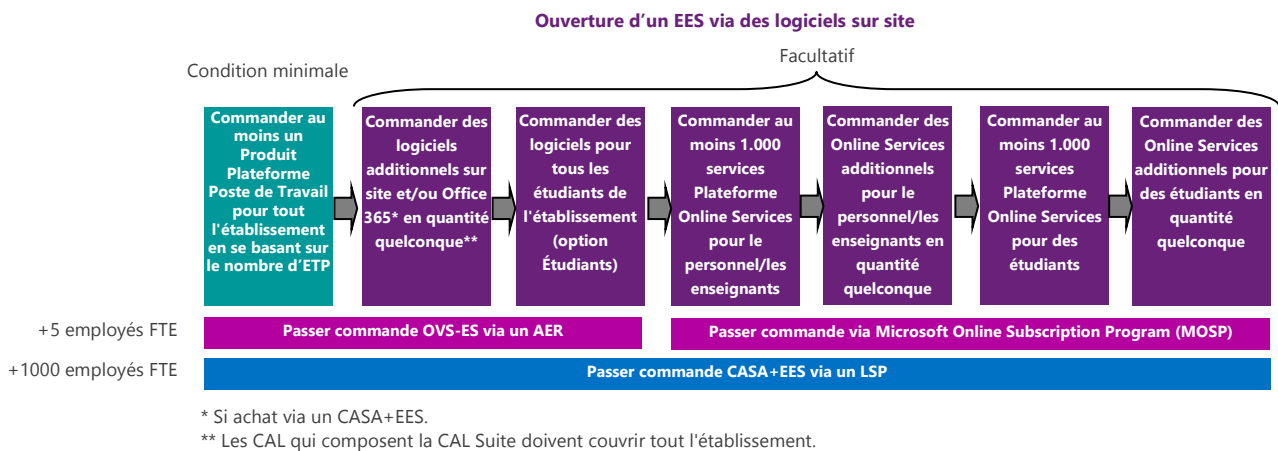 Ouverture d’un EES via des logiciels sur site
Facultatif
Condition minimale
Commander au
moins un
Produit
Plateforme
Poste de Travail
pour tout
l'établissement
en se basant sur
le nombre d’ETP
Commander des
logiciels
additionnels sur
site et/ou Office
365* en quantité
quelconque**
Commander des
logiciels pour
tous les
étudiants de
l'établissement
(option
Étudiants)
Commander au
moins 1.000
services
Plateforme
Online Services
pour le
personnel/les
enseignants
Commander des
Online Services
additionnels
pour le
personnel/les
enseignants en
quantité
quelconque
Commander au
moins 1.000
services
Plateforme
Online Services
pour des
étudiants
Commander des
Online Services
additionnels pour
des étudiants en
quantité
quelconque
+5 employés FTE
Passer commande OVS-ES via un AER
Passer commande via Microsoft Online Subscription Program (MOSP)
+1000 employés FTE
Passer commande CASA+EES via un LSP
* Si achat via un CASA+EES.
** Les CAL qui composent la CAL Suite doivent couvrir tout l'établissement.